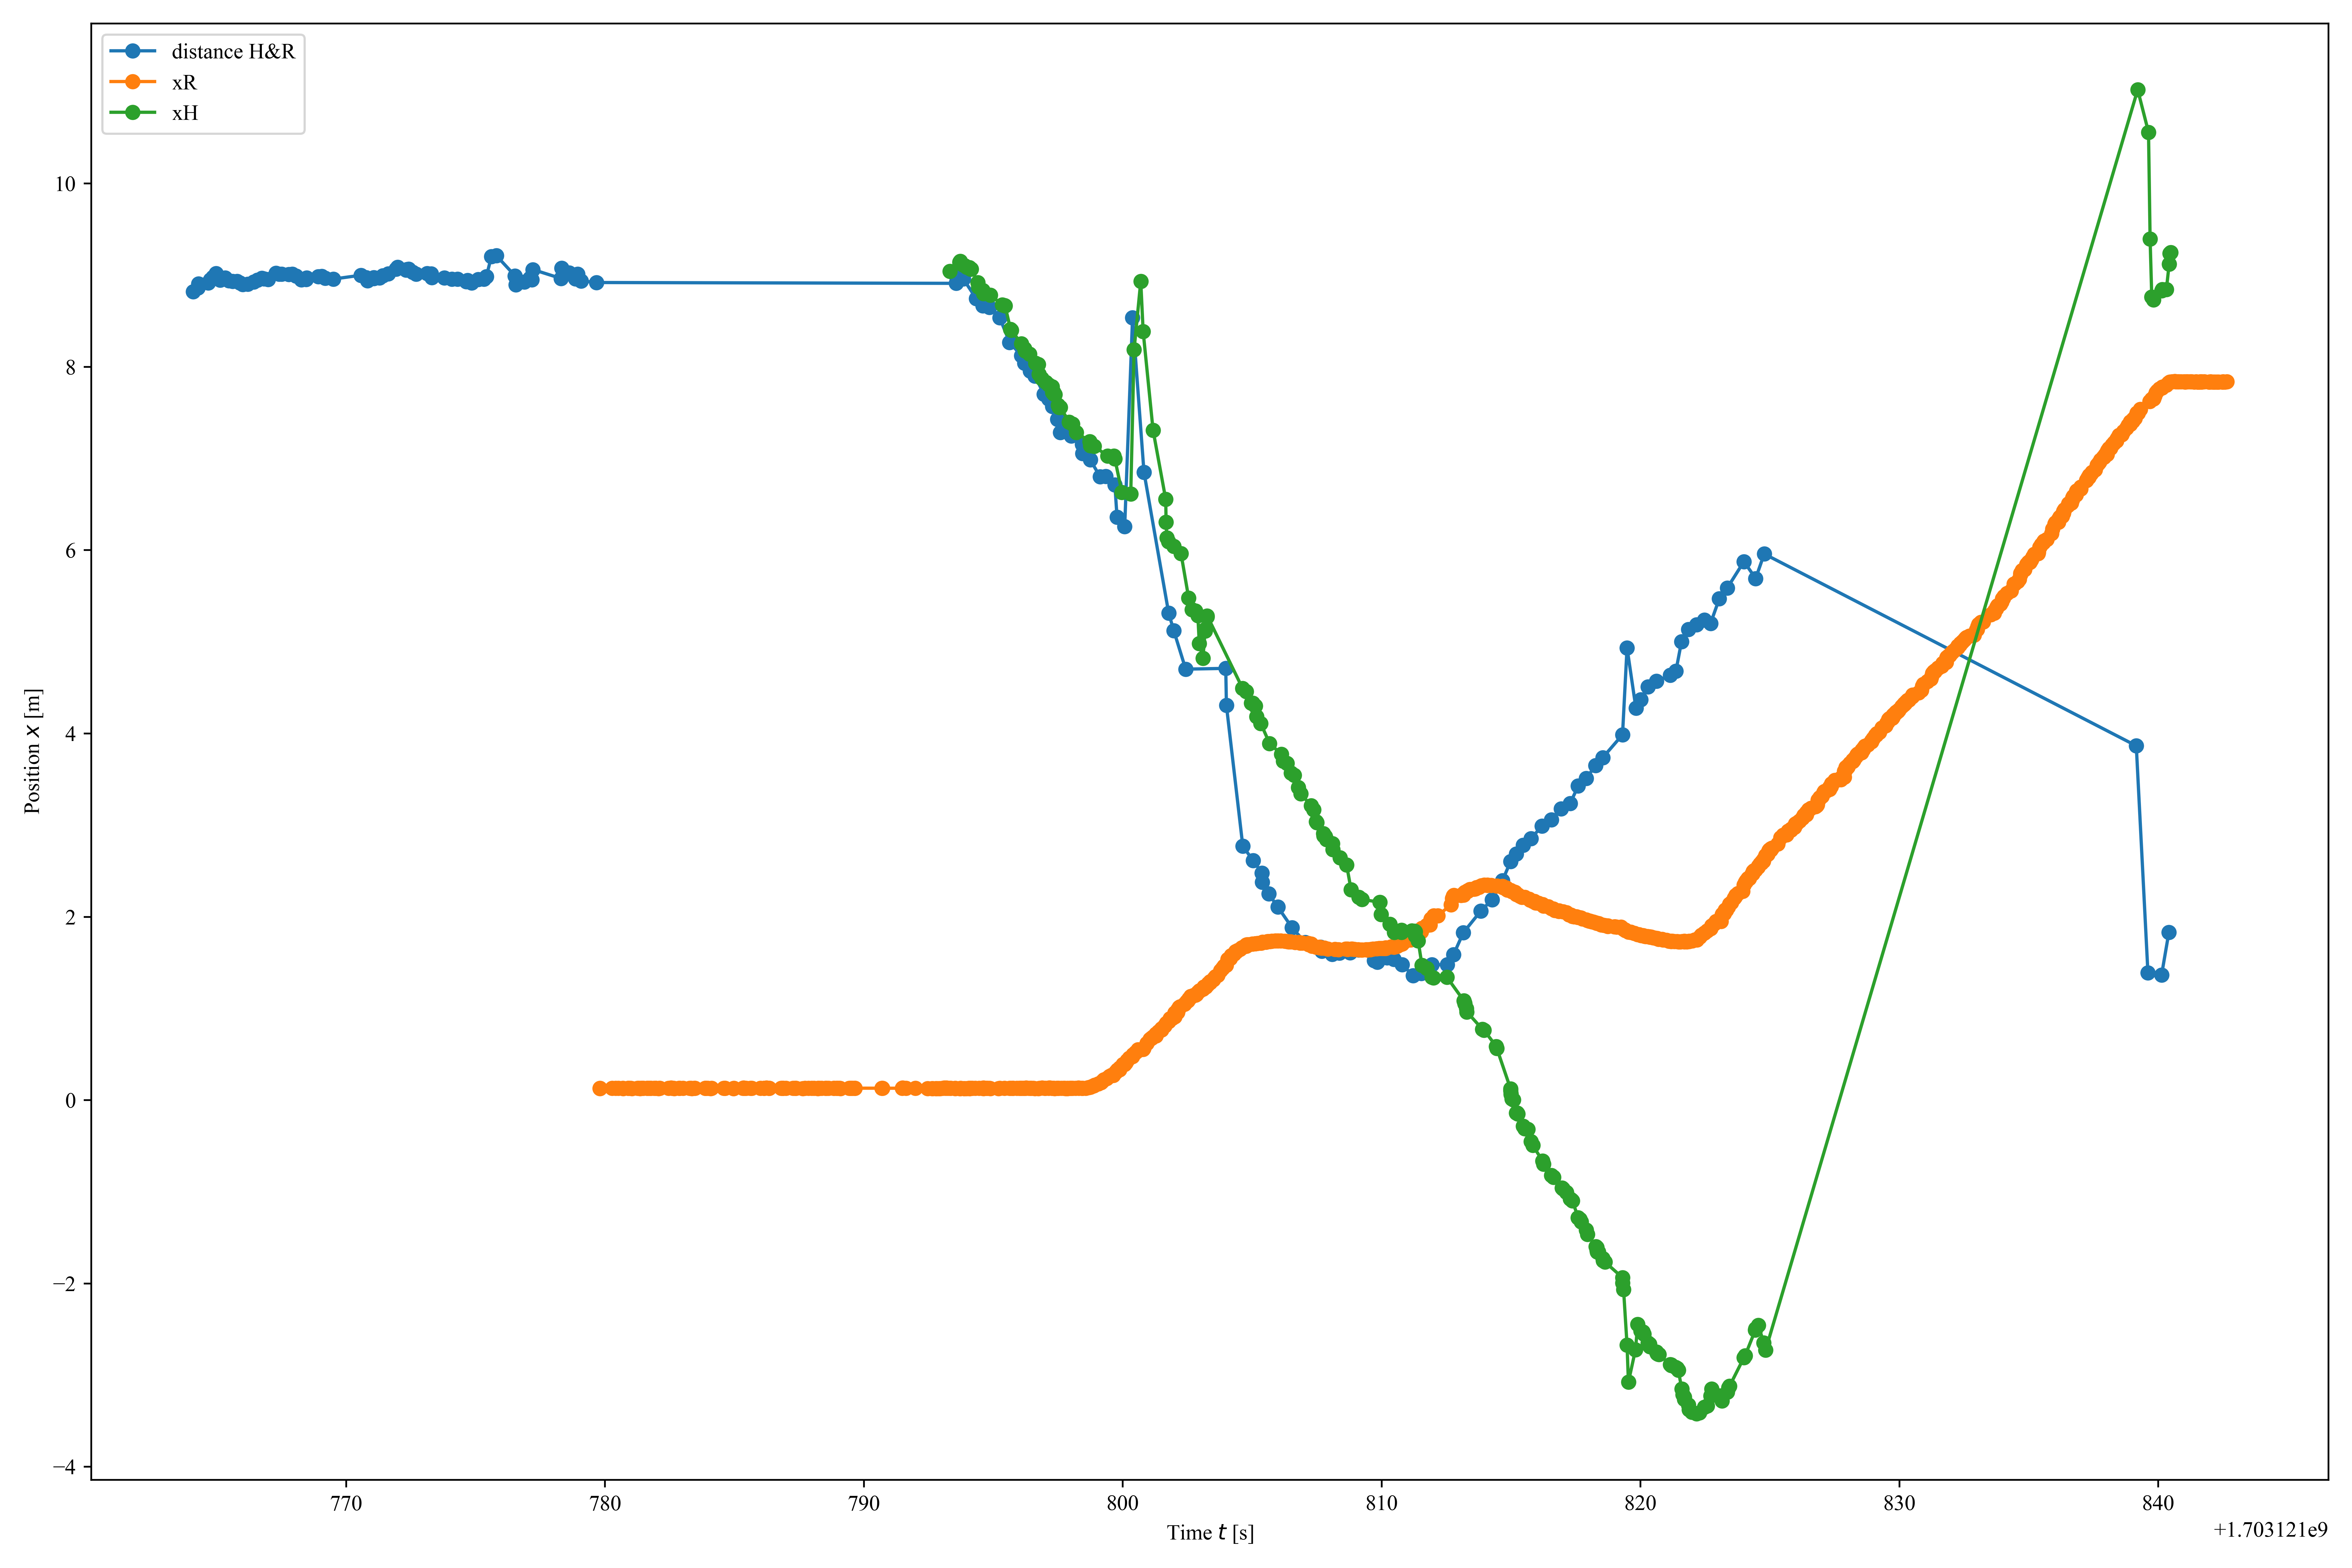 distance H&R
xR
xH
10
8
6
4
2
0
−2
−4
Position x [m]
770 780 790 800 810 820 830 840
Time t [s]
+1.703121e9